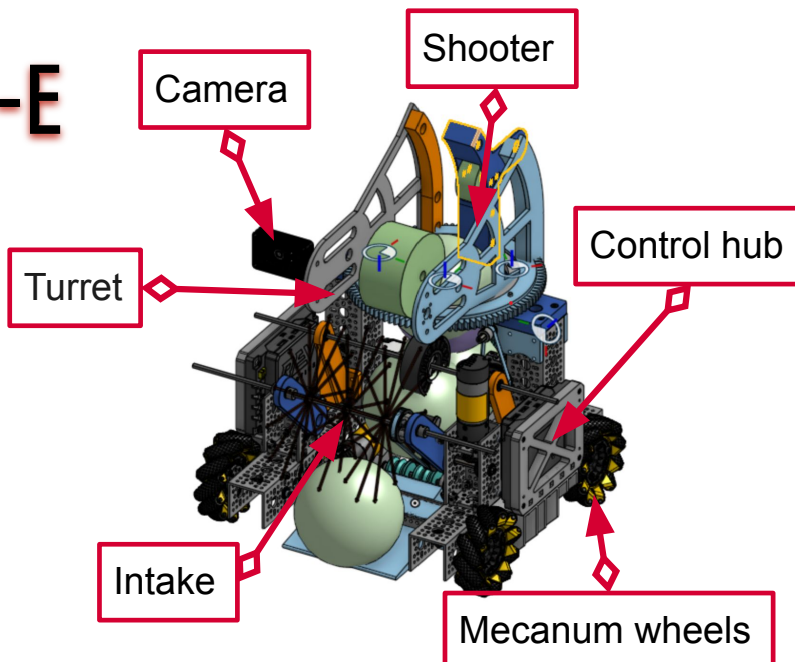 -E
Shooter
Camera
Control hub
Turret
Intake
Mecanum wheels